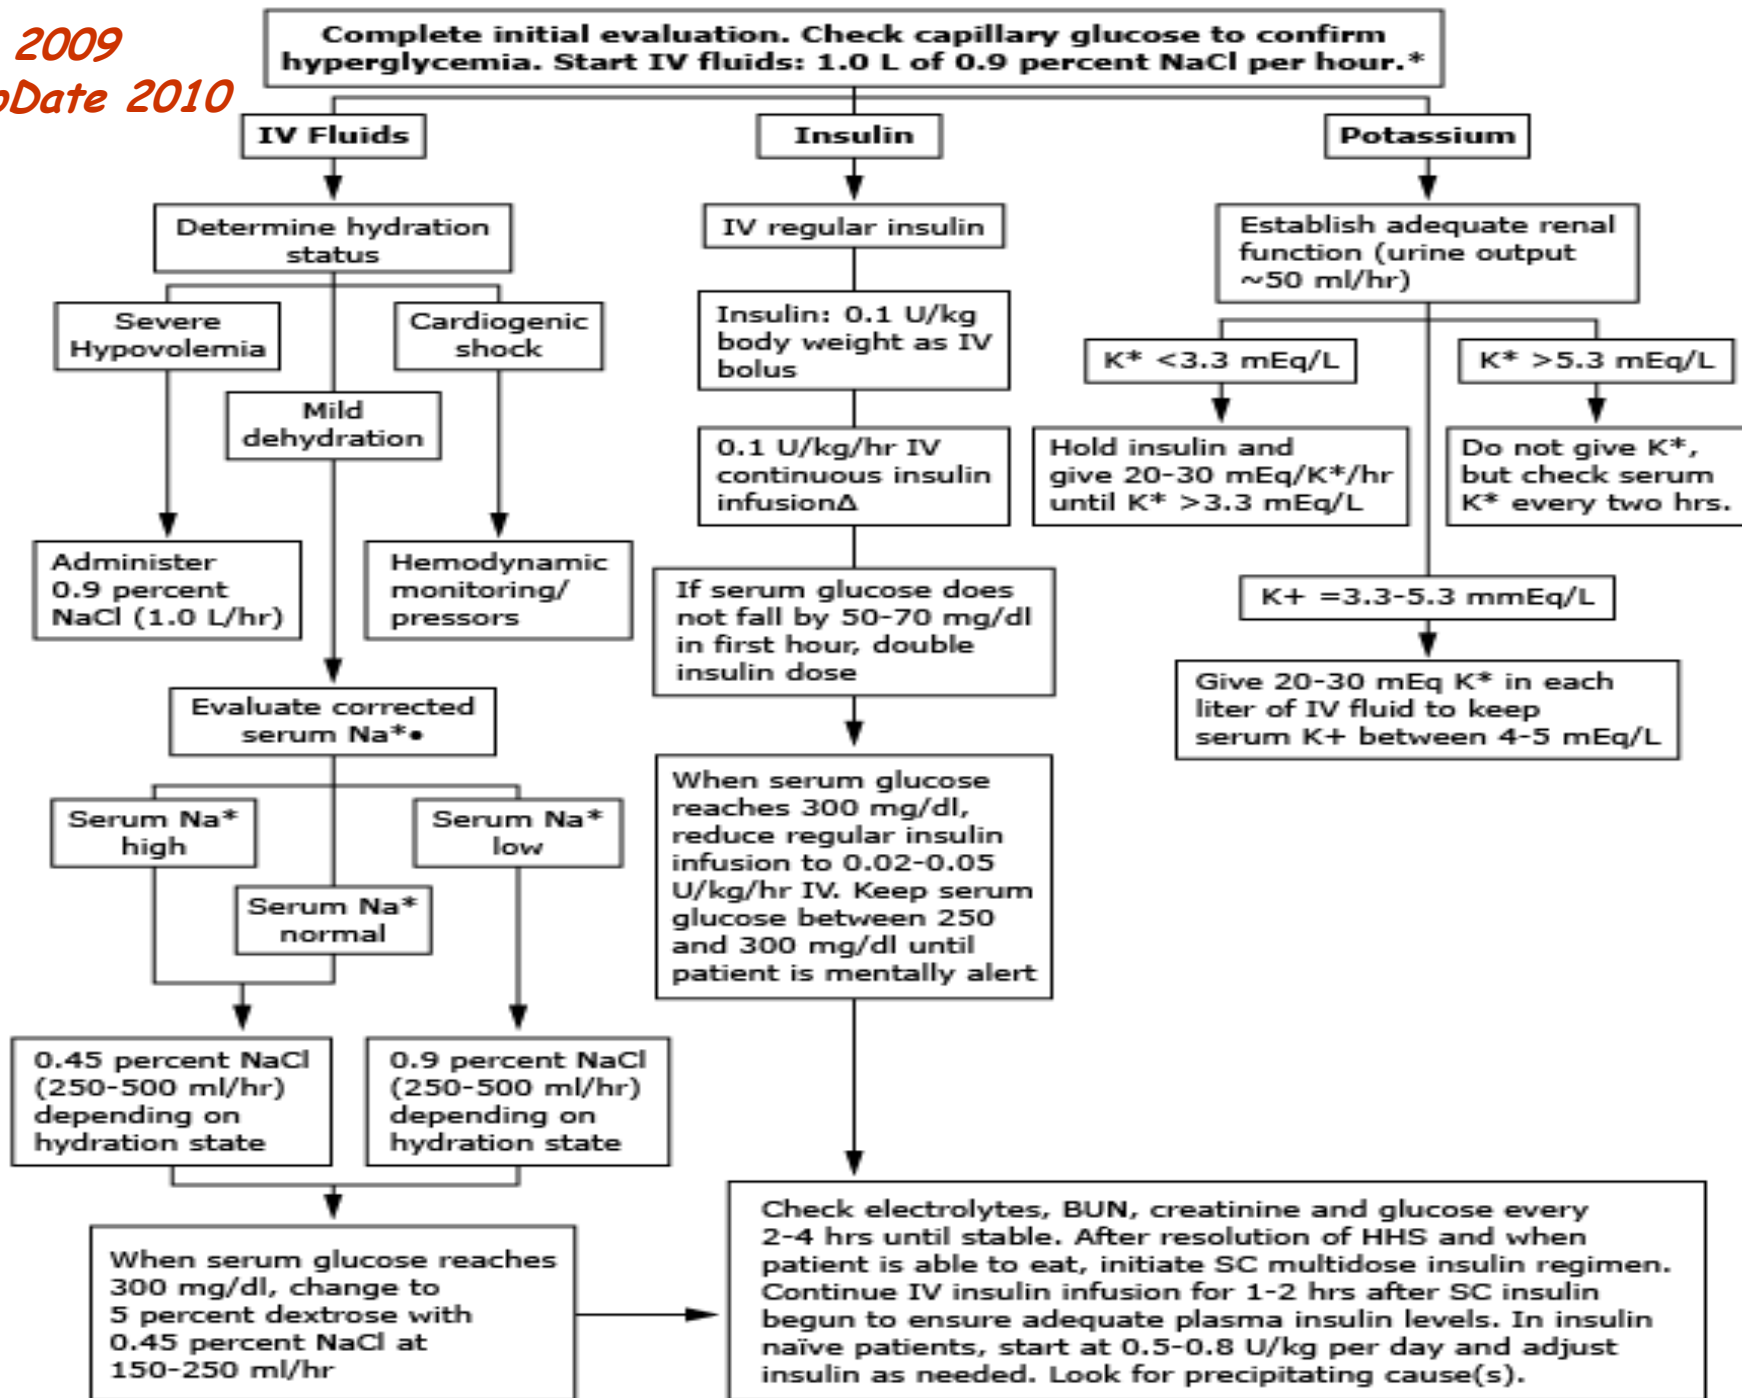 2009
pDate 2010
Complete initial evaluation. Check capillary glucose to confirm
hyperglycemia. Start IV fluids: 1.0 L of 0.9 percent NaCl per hour.*
IV Fluids
Determine hydration
status
Severe
Hypovolemia
Cardiogenic
shock
Mild
dehydration
Administer
0.9 percent
NaCl (1.0 L/hr)
Hemodynamic
monitoring/
pressors
Evaluate corrected
serum Na*•
Serum Na*
high
Serum Na*
low
Serum Na*
normal
0.45 percent NaCl
(250-500 ml/hr)
depending on
hydration state
0.9 percent NaCl
(250-500 ml/hr)
depending on
hydration state
When serum glucose reaches
300 mg/dl, change to
5 percent dextrose with
0.45 percent NaCl at
150-250 ml/hr
Insulin
IV regular insulin
Insulin: 0.1 U/kg
body weight as IV
bolus
0.1 U/kg/hr IV
continuous insulin
infusionΔ
If serum glucose does
not fall by 50-70 mg/dl
in first hour, double
insulin dose
When serum glucose
reaches 300 mg/dl,
reduce regular insulin
infusion to 0.02-0.05
U/kg/hr IV. Keep serum
glucose between 250
and 300 mg/dl until
patient is mentally alert
Potassium
Establish adequate renal
function (urine output
~50 ml/hr)
K* <3.3 mEq/L
K* >5.3 mEq/L
Hold insulin and
give 20-30 mEq/K*/hr
until K* >3.3 mEq/L
Do not give K*,
but check serum
K* every two hrs.
K+ =3.3-5.3 mmEq/L
Give 20-30 mEq K* in each
liter of IV fluid to keep
serum K+ between 4-5 mEq/L
Check electrolytes, BUN, creatinine and glucose every
2-4 hrs until stable. After resolution of HHS and when
patient is able to eat, initiate SC multidose insulin regimen.
Continue IV insulin infusion for 1-2 hrs after SC insulin
begun to ensure adequate plasma insulin levels. In insulin
naïve patients, start at 0.5-0.8 U/kg per day and adjust
insulin as needed. Look for precipitating cause(s).